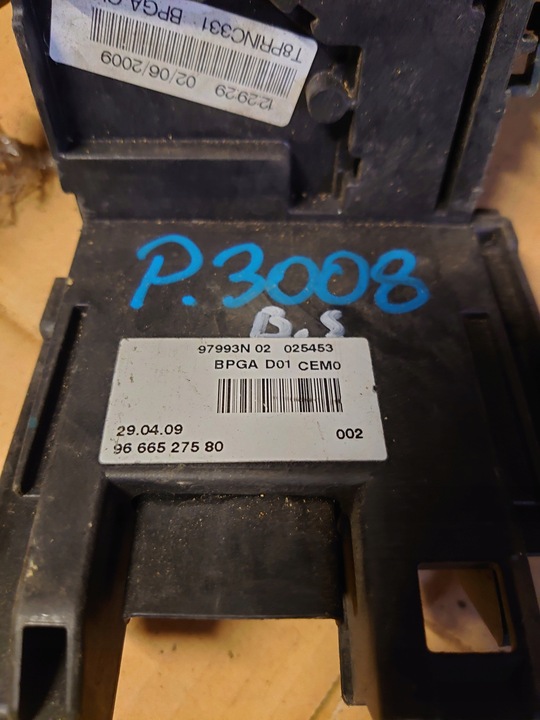 T8PRINC331 BPGA
02/06/2009
12:29:29
P.3008
B.S
97993N 02 025453
BPGA D01 CEM0
29.04.09
002
96 665 275 80